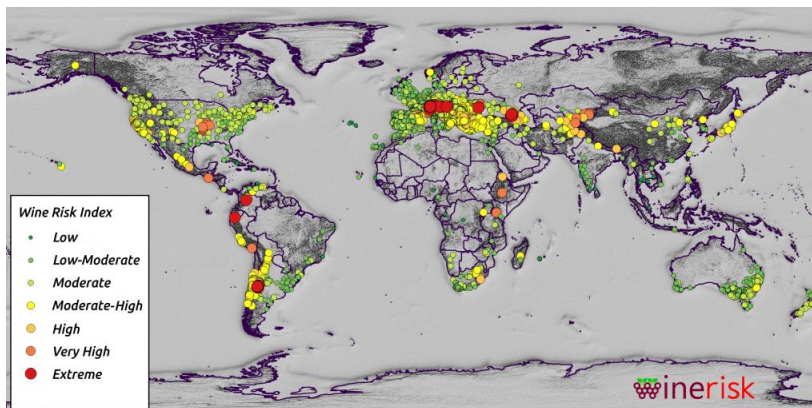 Wine Risk Index
Low
Low-Moderate
Moderate
Moderate-High
High
Very High
Extreme
winerisk